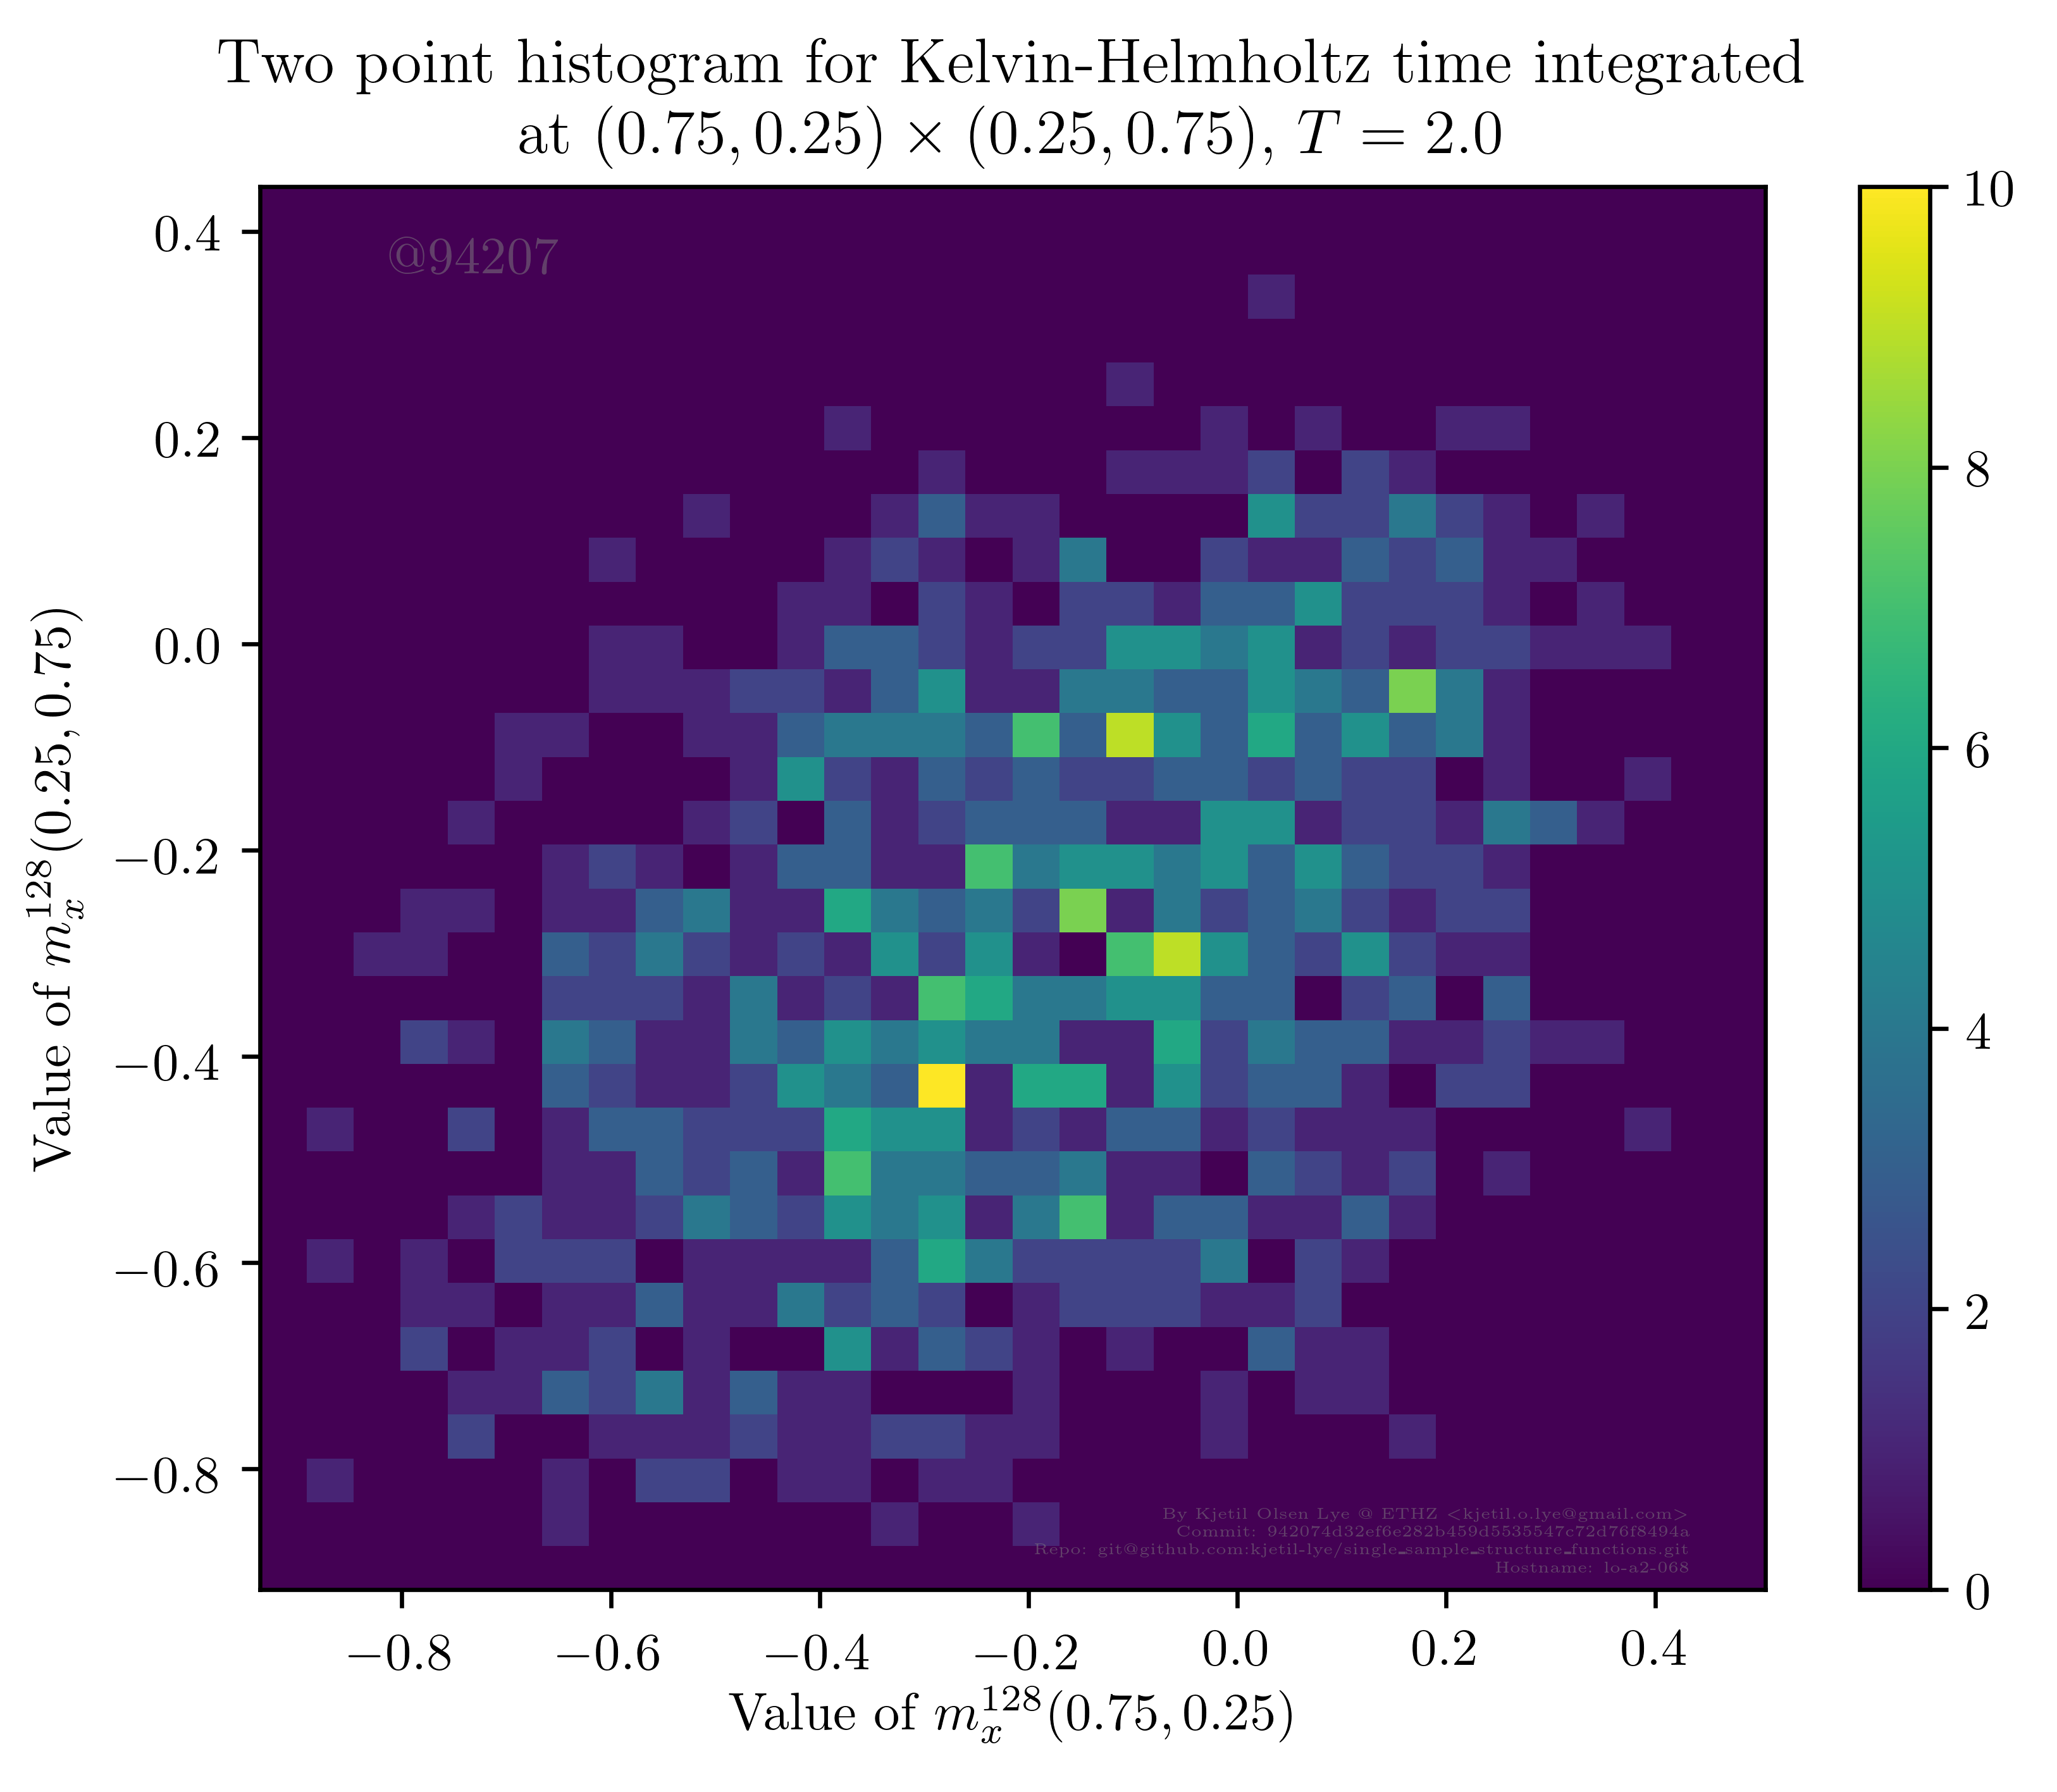 Two point histogram for Kelvin-Helmholtz time integrated
at (0.75, 0.25) × (0.25, 0.75), T = 2.0
@94207
0.4
0.2
0.0
−0.2
−0.4
−0.6
−0.8
Value of m_x^{128}(0.25, 0.75)
10
8
6
4
2
0
By Kjetil Olsen Lye @ ETHZ <kjetil.o.lye@gmail.com>
Commit: 942074d32ef6e282b459d5535547c72d76f8494a
Repo: git@github.com:kjetil-lye/single_sample_structure_functions.git
Hostname: lo-a2-068
−0.8 −0.6 −0.4 −0.2 0.0 0.2 0.4
Value of m_x^{128}(0.75, 0.25)